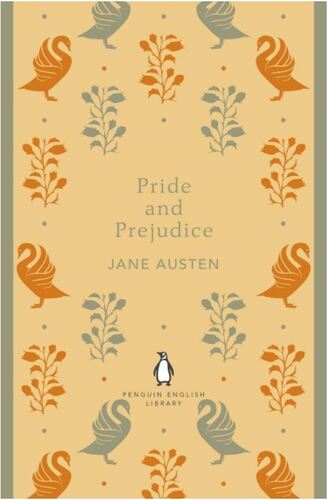 Pride
and
Prejudice
JANE AUSTEN
PENGUIN ENGLISH
LIBRARY